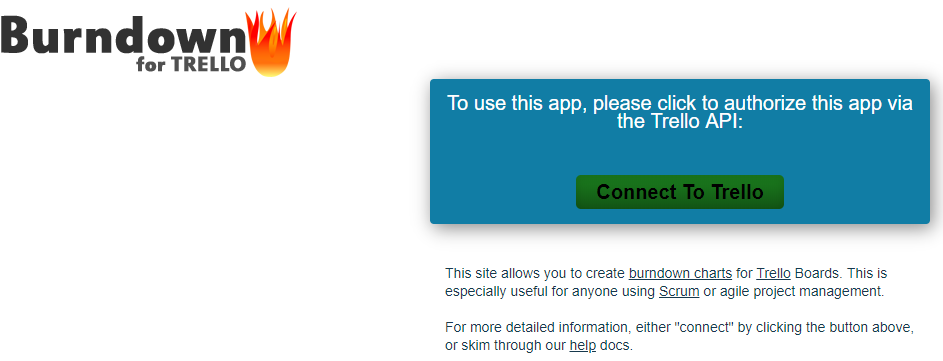 Burndown
for TRELLO
To use this app, please click to authorize this app via
the Trello API:
Connect To Trello
This site allows you to create burndown charts for Trello Boards. This is
especially useful for anyone using Scrum or agile project management.
For more detailed information, either "connect" by clicking the button above,
or skim through our help docs.